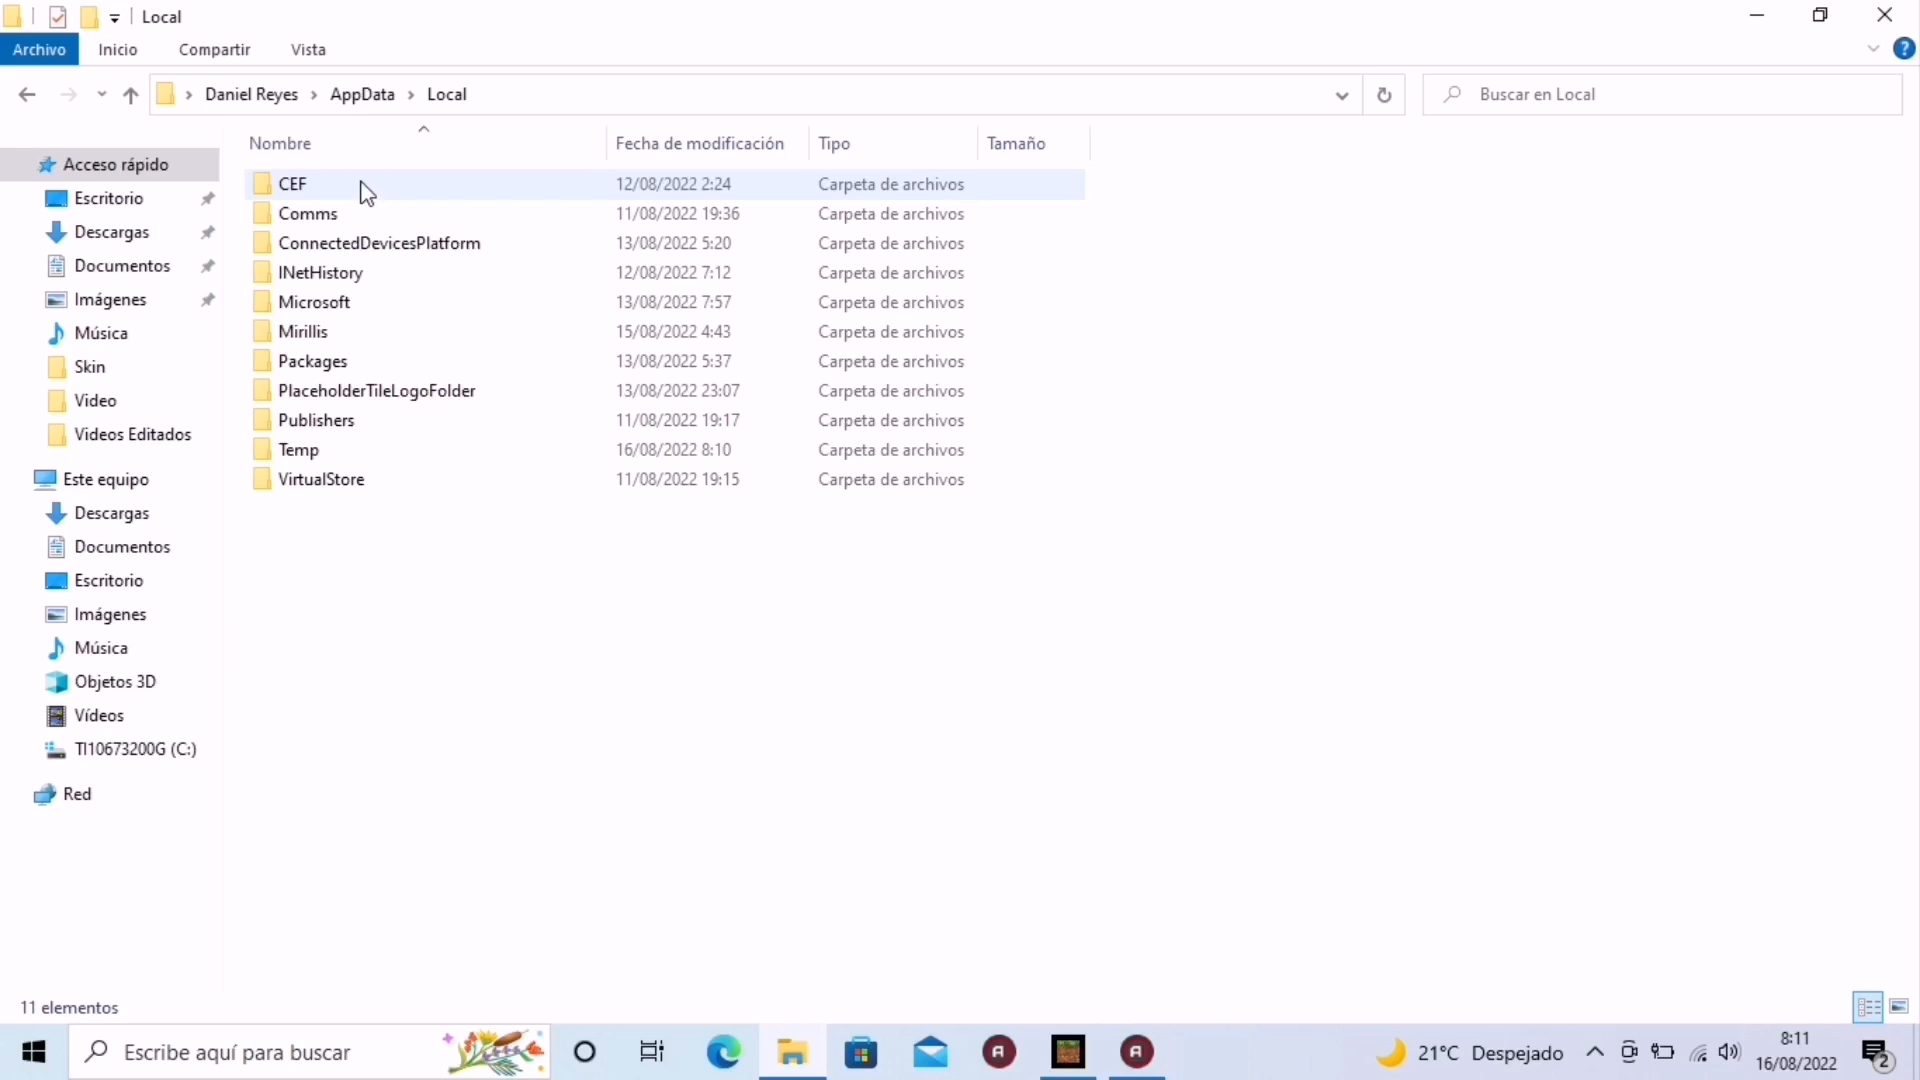 Local
Archivo Inicio Compartir Vista ?
Daniel Reyes › AppData › Local Buscar en Local
Nombre Fecha de modificación Tipo Tamaño
Acceso rápido
Escritorio
Descargas
Documentos
Imágenes
Música
Skin
Video
Videos Editados
Este equipo
Descargas
Documentos
Escritorio
Imágenes
Música
Objetos 3D
Vídeos
TI10673200G (C:)
Red
CEF 12/08/2022 2:24 Carpeta de archivos
Comms 11/08/2022 19:36 Carpeta de archivos
ConnectedDevicesPlatform 13/08/2022 5:20 Carpeta de archivos
INetHistory 12/08/2022 7:12 Carpeta de archivos
Microsoft 13/08/2022 7:57 Carpeta de archivos
Mirillis 15/08/2022 4:43 Carpeta de archivos
Packages 13/08/2022 5:37 Carpeta de archivos
PlaceholderTileLogoFolder 13/08/2022 23:07 Carpeta de archivos
Publishers 11/08/2022 19:17 Carpeta de archivos
Temp 16/08/2022 8:10 Carpeta de archivos
VirtualStore 11/08/2022 19:15 Carpeta de archivos
11 elementos
Escribe aquí para buscar A A 21°C Despejado 8:11
16/08/2022 2